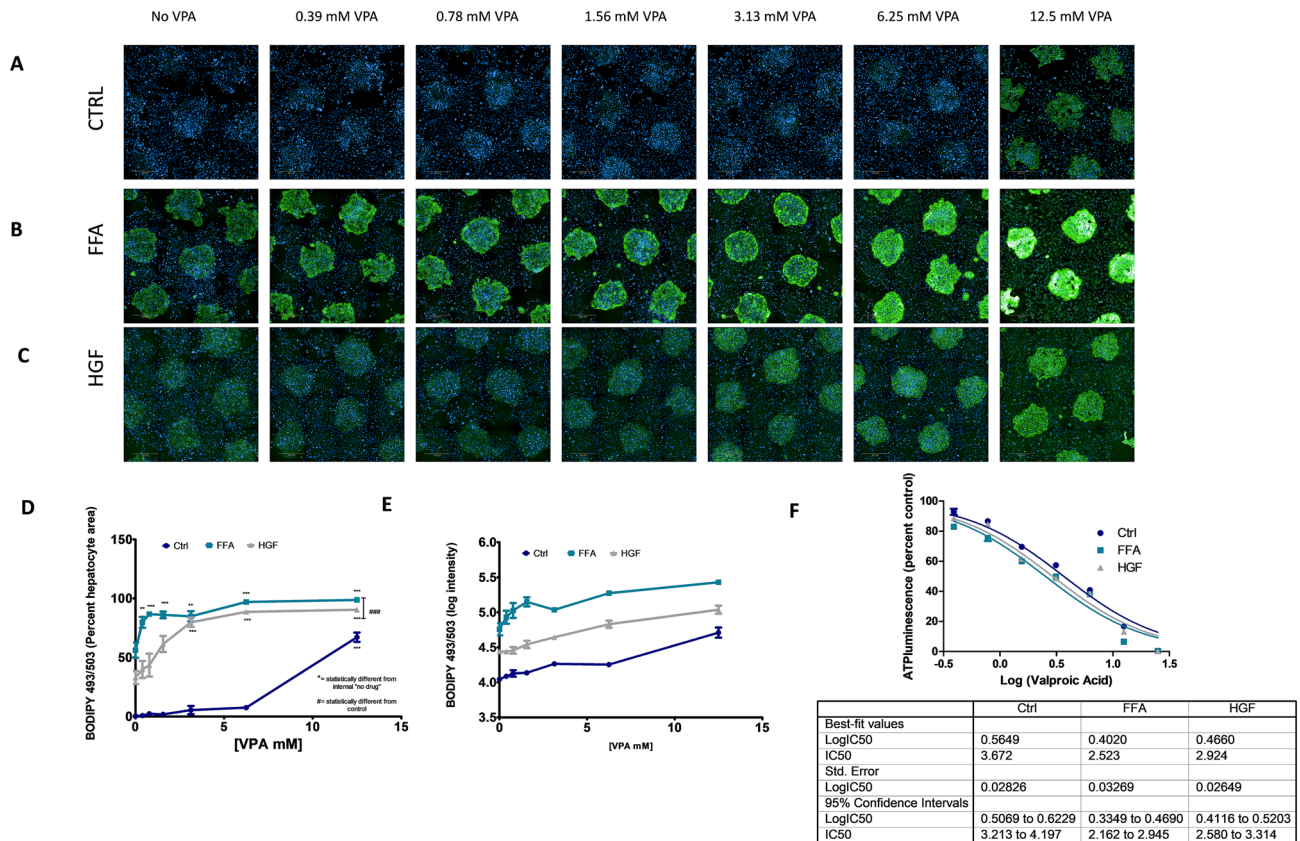 No VPA 0.39 mM VPA 0.78 mM VPA 1.56 mM VPA 3.13 mM VPA 6.25 mM VPA 12.5 mM VPA
A
CTRL
B
FFA
C
HGF
D
BODIPY 493/503 (Percent hepatocyte area)
150
100
50
0
Ctrl FFA HGF
** *** *** ** *** ***
*** *** ***
***
###
*= statistically different from
internal "no drug"
#= statistically different from
control
0 5 10 15
[VPA mM]
E
BODIPY 493/503 (log intensity)
6.0
5.5
5.0
4.5
4.0
3.5
Ctrl FFA HGF
0 5 10 15
[VPA mM]
F
ATPluminescence (percent control)
100
80
60
40
20
0
Ctrl
FFA
HGF
-0.5 0.0 0.5 1.0 1.5
Log (Valproic Acid)
Ctrl FFA HGF
Best-fit values
LogIC50 0.5649 0.4020 0.4660
IC50 3.672 2.523 2.924
Std. Error
LogIC50 0.02826 0.03269 0.02649
95% Confidence Intervals
LogIC50 0.5069 to 0.6229 0.3349 to 0.4690 0.4116 to 0.5203
IC50 3.213 to 4.197 2.162 to 2.945 2.580 to 3.314